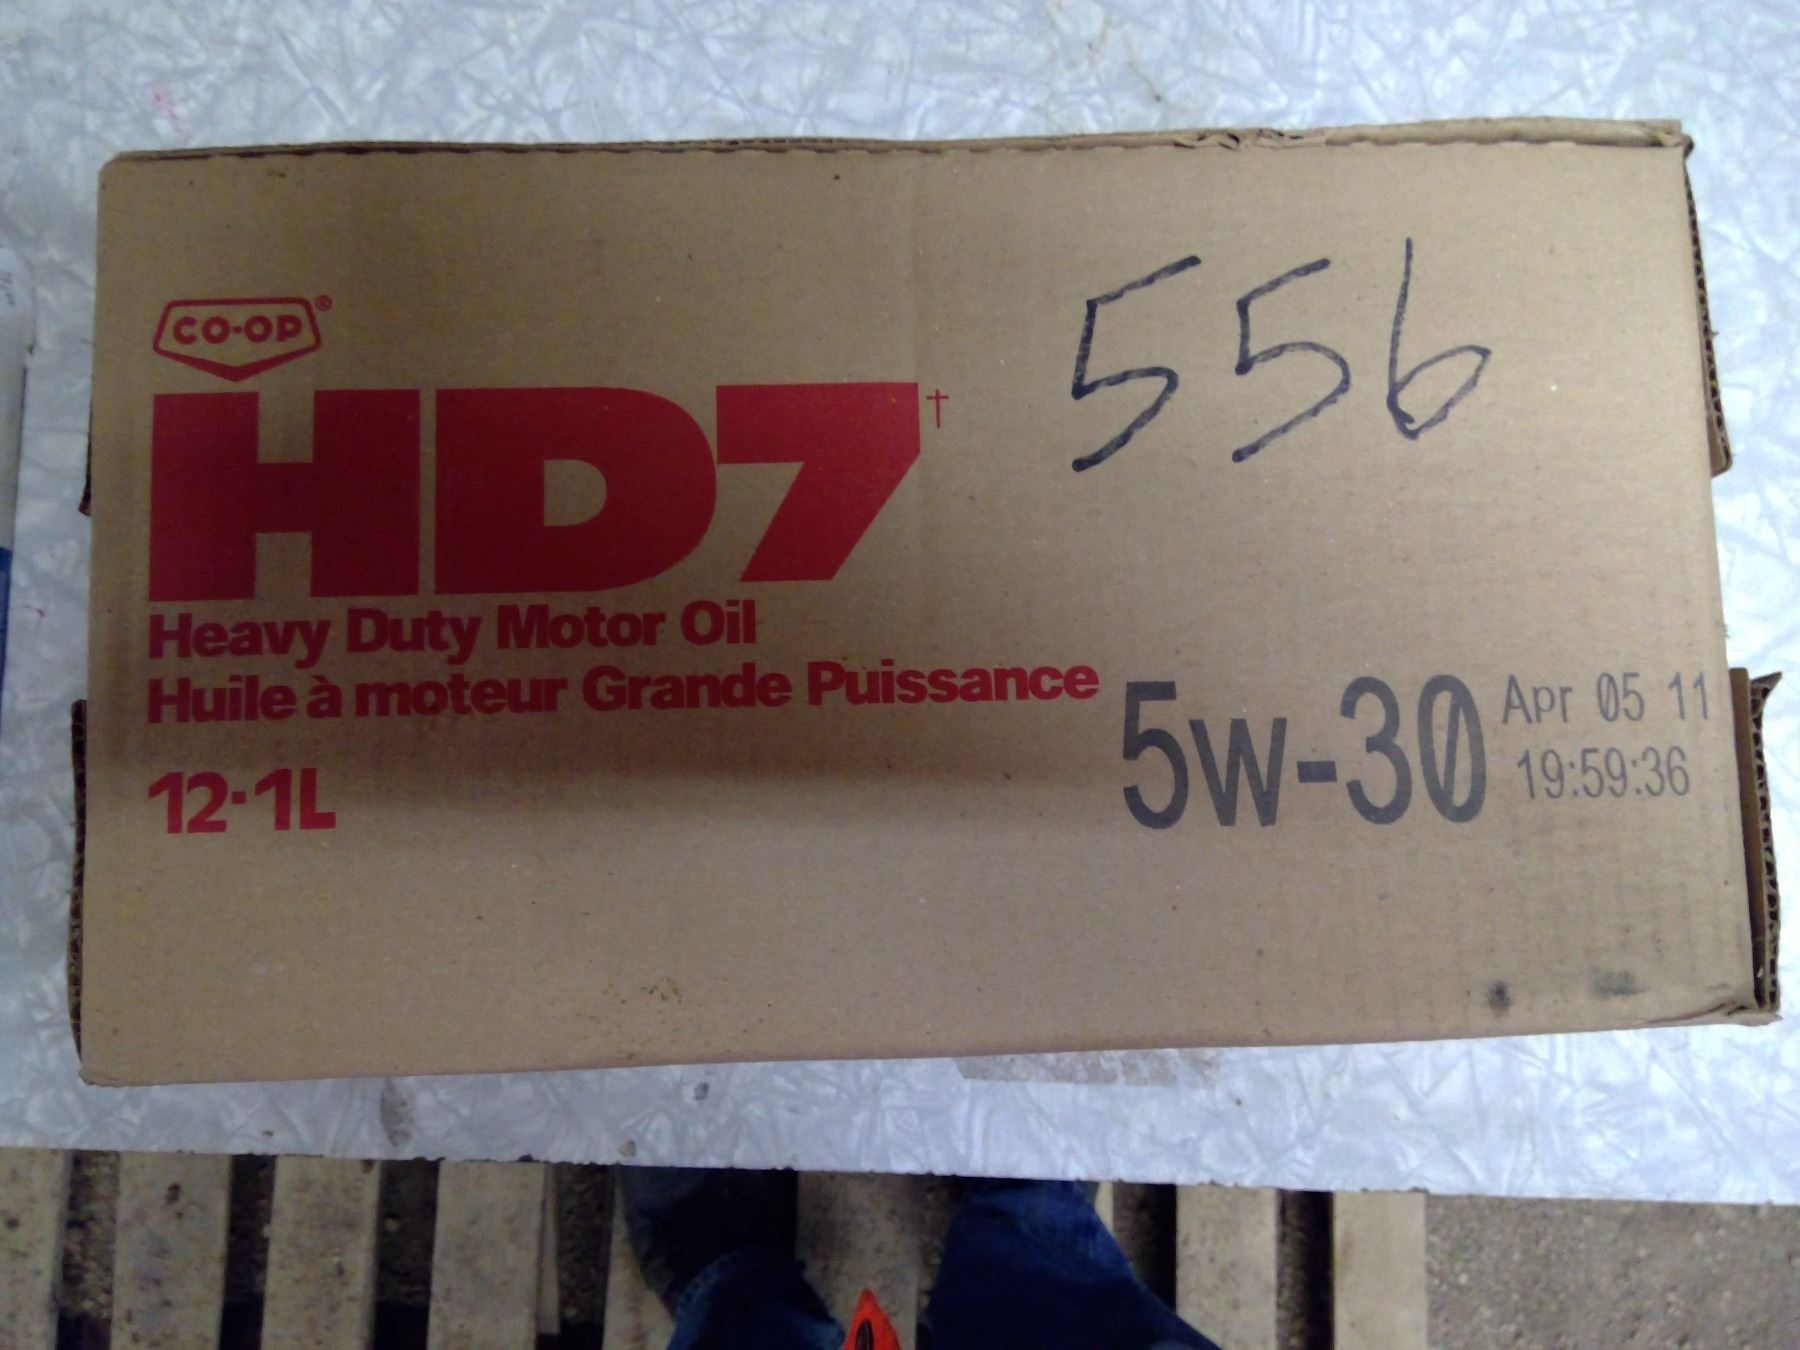 CO-OP®
HD7†
556
Heavy Duty Motor Oil
Huile à moteur Grande Puissance
12·1L
5W-30
Apr 05 11
19:59:36